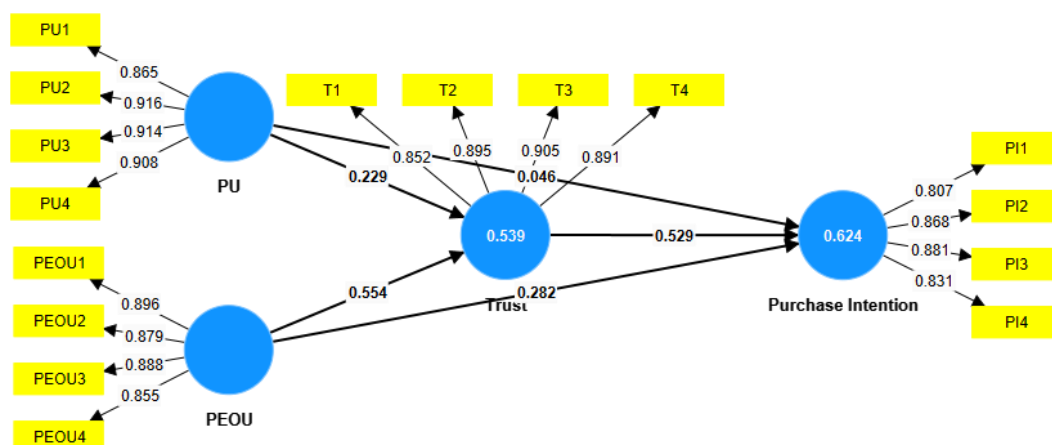 PU1
PU2
PU3
PU4
0.865
0.916
0.914
0.908
PU
T1
T2
T3
T4
0.852
0.895
0.905
0.891
0.229
0.046
0.539
Trust
0.529
0.554
0.282
0.624
Purchase Intention
PI1
PI2
PI3
PI4
0.807
0.868
0.881
0.831
PEOU1
PEOU2
PEOU3
PEOU4
0.896
0.879
0.888
0.855
PEOU